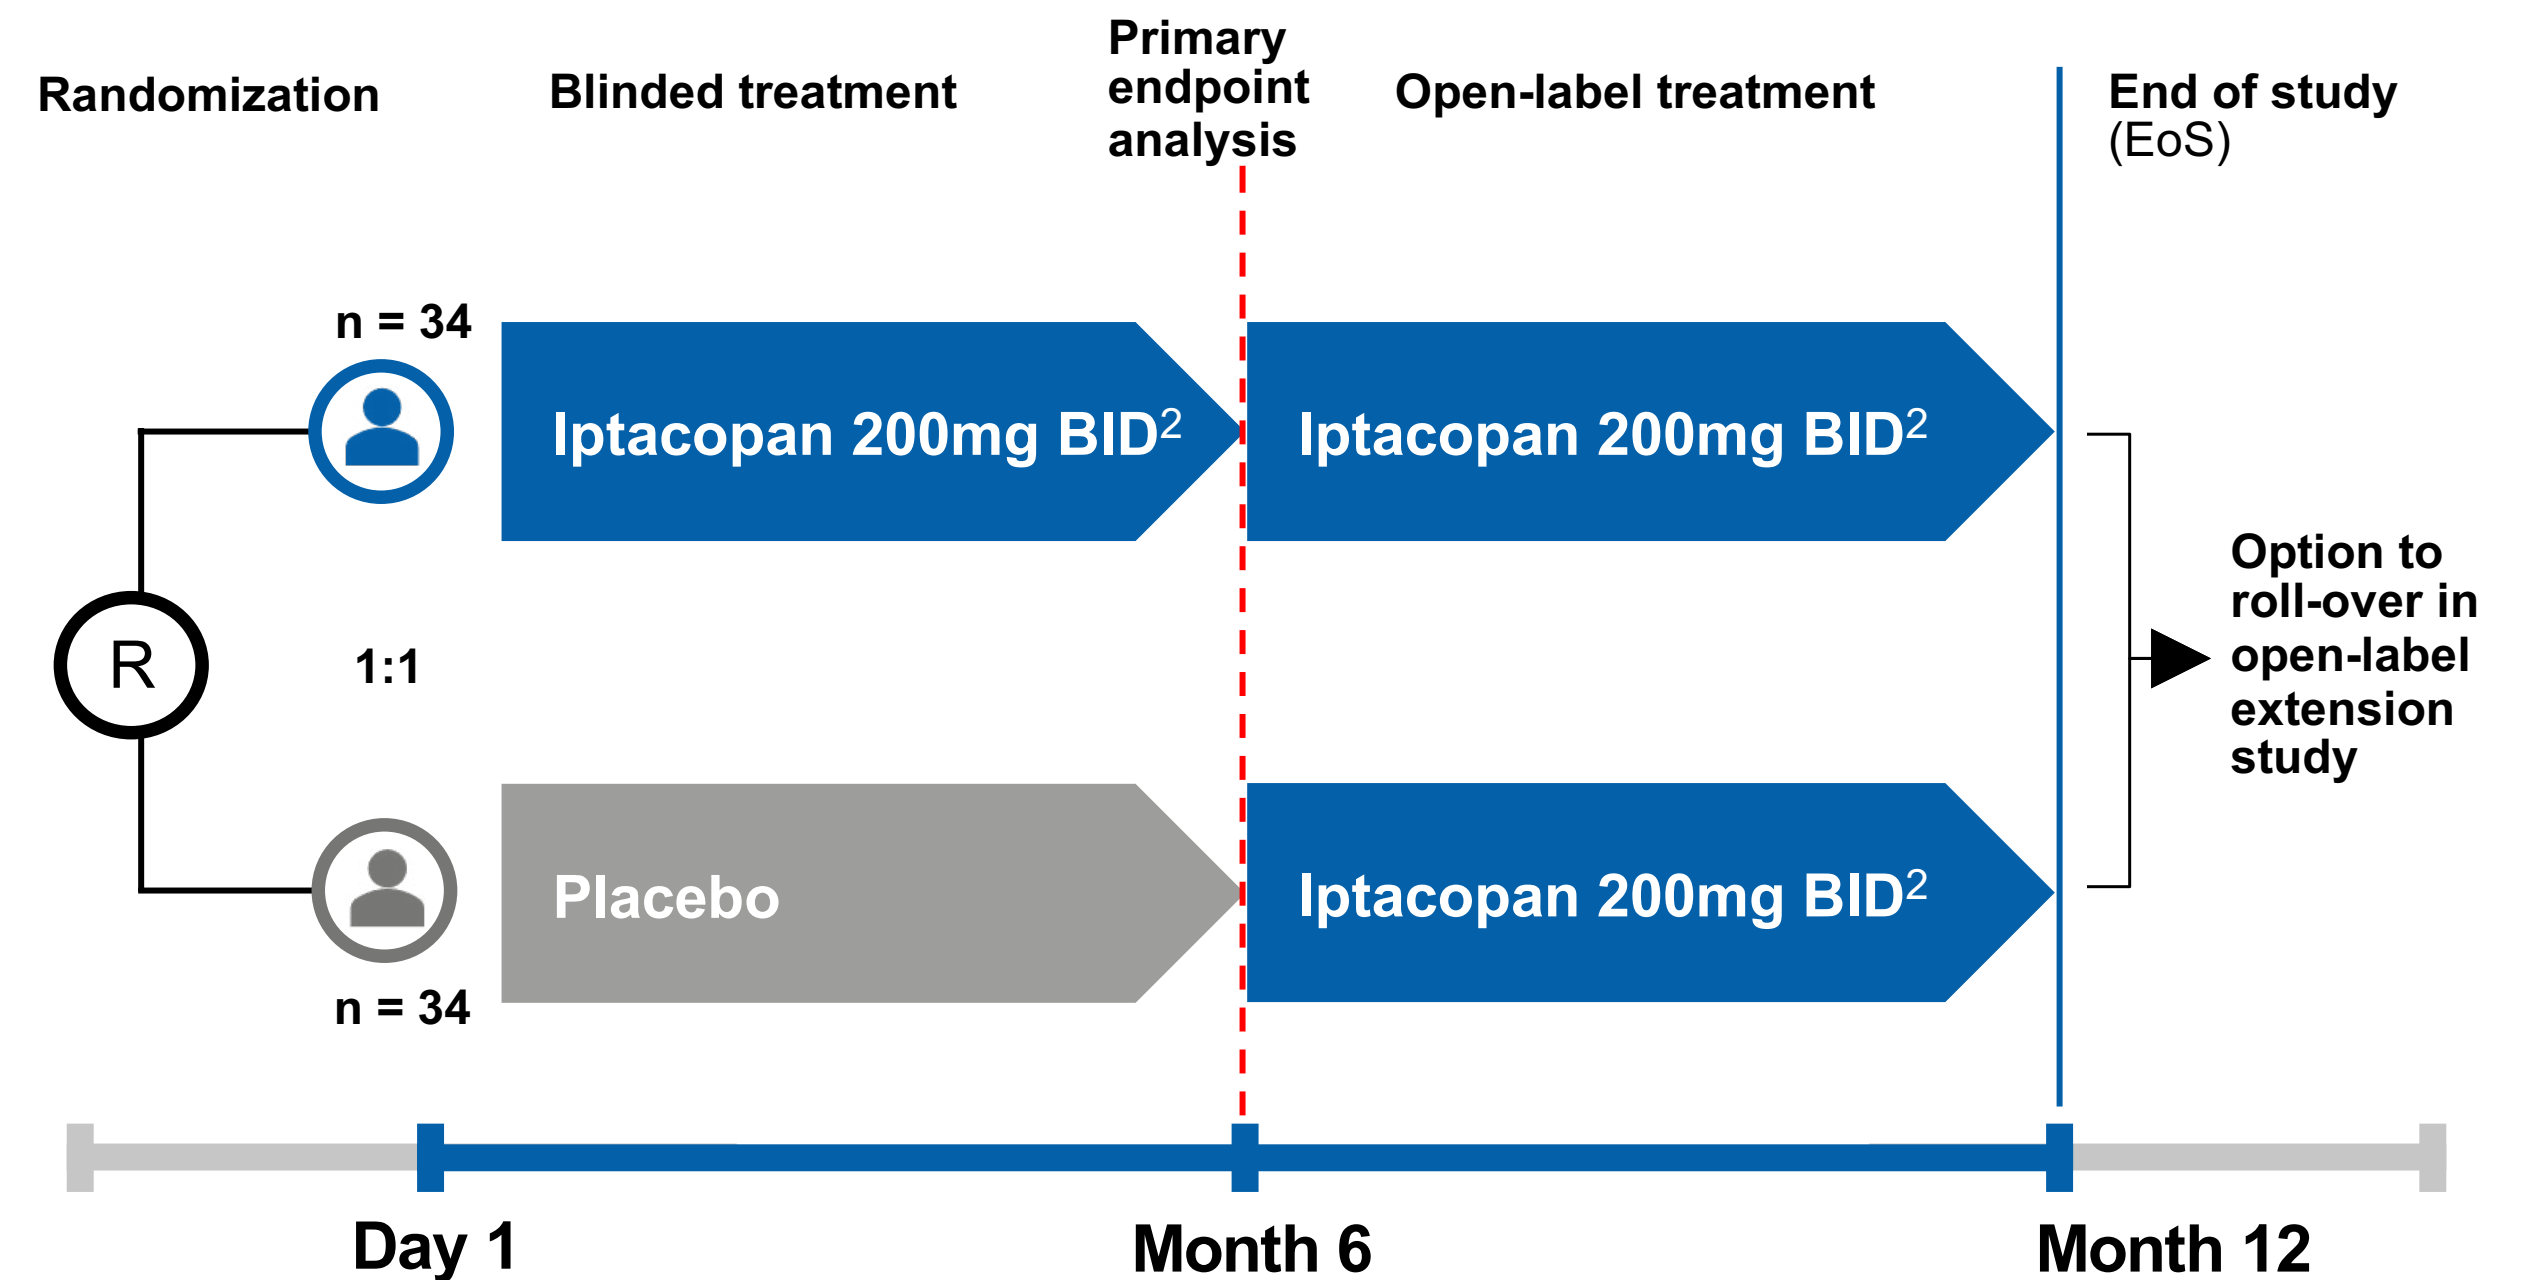 Randomization
Blinded treatment
Primary
endpoint
analysis
Open-label treatment
End of study
(EoS)
n = 34
Iptacopan 200mg BID2
Iptacopan 200mg BID2
R
1:1
Option to
roll-over in
open-label
extension
study
Placebo
Iptacopan 200mg BID2
n = 34
Day 1
Month 6
Month 12